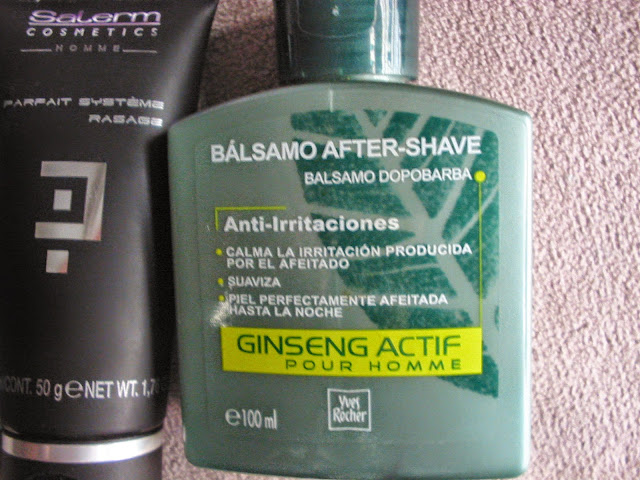 Salerm
COSMETICS
HOMME
PARFAIT SYSTÈME
RASAGE
CONT. 50 g e NET WT. 1,7
BÁLSAMO AFTER-SHAVE
BALSAMO DOPOBARBA
Anti-Irritaciones
• CALMA LA IRRITACIÓN PRODUCIDA
POR EL AFEITADO
• SUAVIZA
• PIEL PERFECTAMENTE AFEITADA
HASTA LA NOCHE
GINSENG ACTIF
POUR HOMME
e 100 ml
Yves
Rocher